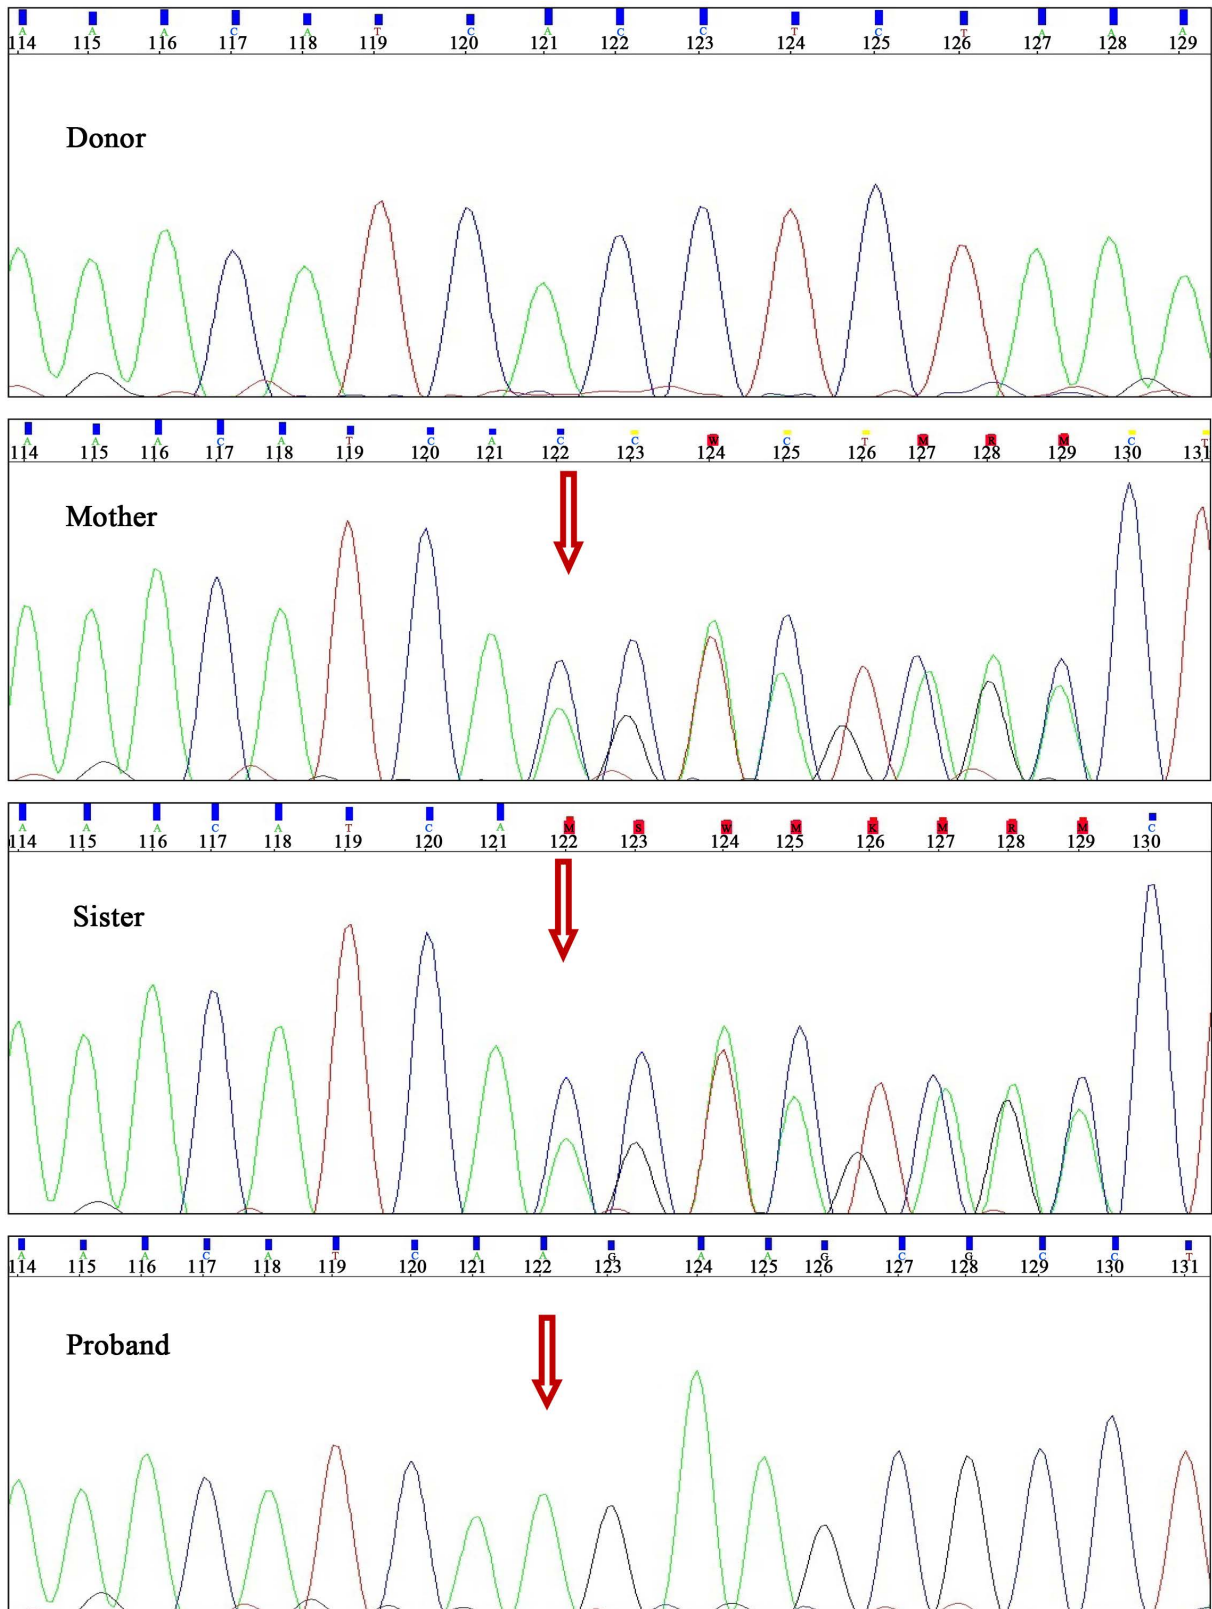 A A A C A T C A C C T C T A A A
114 115 116 117 118 119 120 121 122 123 124 125 126 127 128 129
Donor
A A A C A T C A C C W C T M R M C T
114 115 116 117 118 119 120 121 122 123 124 125 126 127 128 129 130 131
Mother
A A A C A T C A M S W M K M R M C
114 115 116 117 118 119 120 121 122 123 124 125 126 127 128 129 130
Sister
A A A C A T C A A G A A G C G C C T
114 115 116 117 118 119 120 121 122 123 124 125 126 127 128 129 130 131
Proband